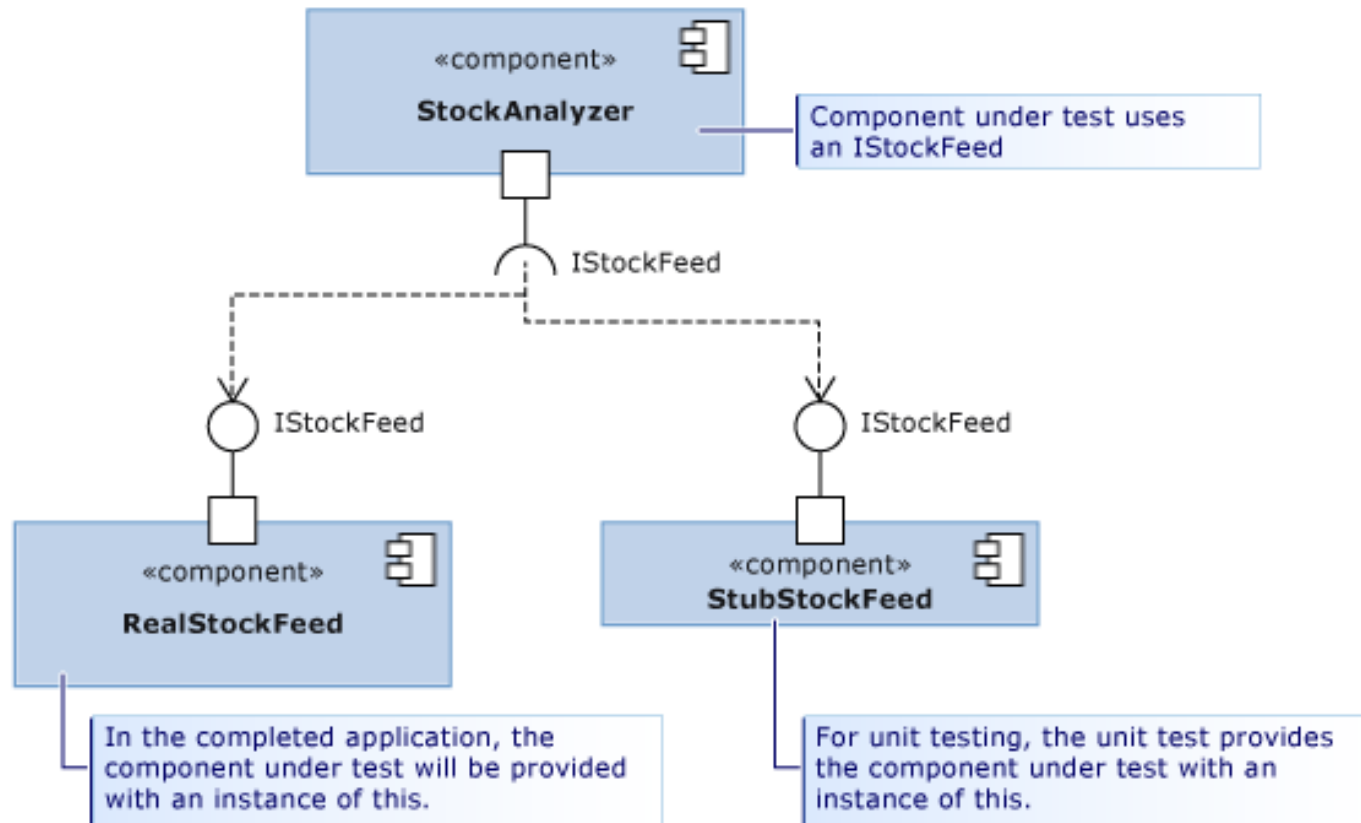 «component»
StockAnalyzer
Component under test uses
an IStockFeed
IStockFeed
IStockFeed
IStockFeed
«component»
RealStockFeed
«component»
StubStockFeed
In the completed application, the
component under test will be provided
with an instance of this.
For unit testing, the unit test provides
the component under test with an
instance of this.